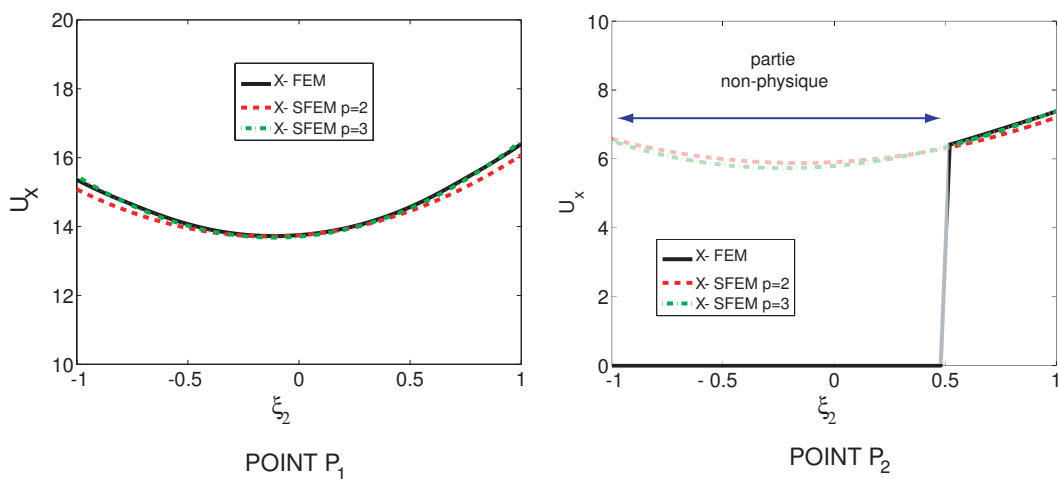 20
18
16
14
12
10
U_X
X- FEM
X- SFEM p=2
X- SFEM p=3
-1
-0.5
0
0.5
1
ξ_2
POINT P_1
10
8
6
4
2
0
U_X
partie
non-physique
X- FEM
X- SFEM p=2
X- SFEM p=3
-1
- 0.5
0
0.5
1
ξ_2
POINT P_2